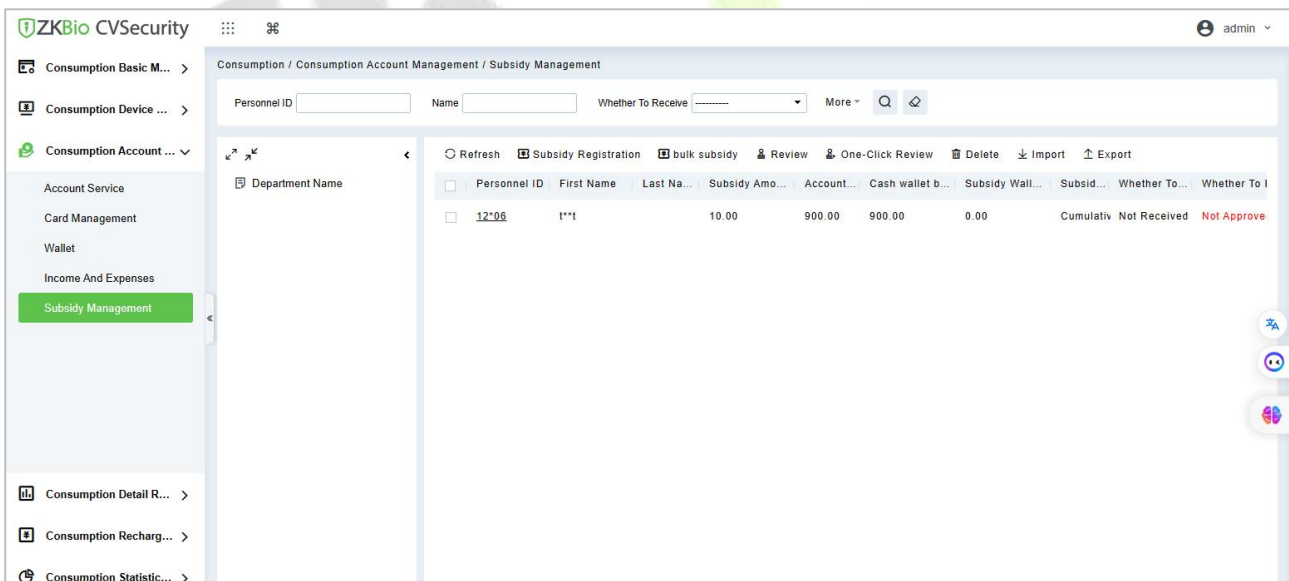 ZKBio CVSecurity
admin
Consumption Basic M...
Consumption Device ...
Consumption Account ...
Account Service
Card Management
Wallet
Income And Expenses
Subsidy Management
Consumption Detail R...
Consumption Recharg...
Consumption Statistic...
Consumption / Consumption Account Management / Subsidy Management
Personnel ID Name Whether To Receive ---------- More
Department Name
Refresh Subsidy Registration bulk subsidy Review One-Click Review Delete Import Export
Personnel ID First Name Last Na... Subsidy Amo... Account... Cash wallet b... Subsidy Wall... Subsid... Whether To... Whether To
12*06 t**t 10.00 900.00 900.00 0.00 Cumulativ Not Received Not Approve